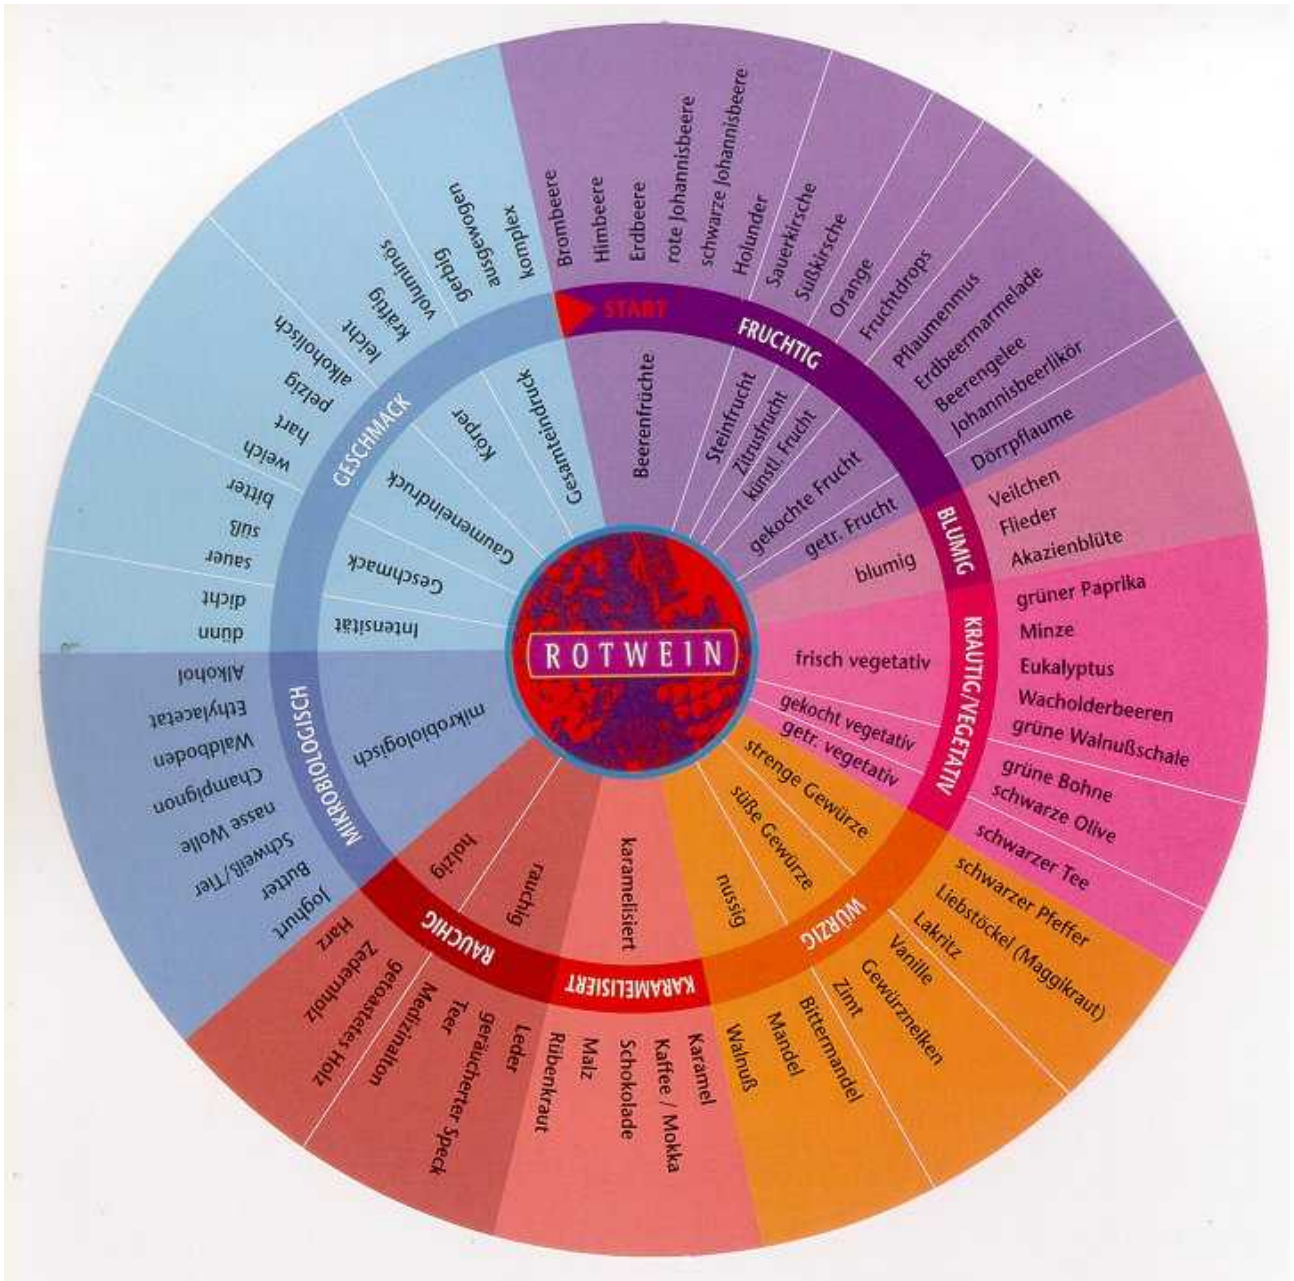 ROTWEIN
START
FRUCHTIG
Beerenfrüchte
Brombeere
Himbeere
Erdbeere
rote Johannisbeere
schwarze Johannisbeere
Holunder
Steinfrucht
Sauerkirsche
Süßkirsche
Zitrusfrucht
Orange
künstl. Frucht
Fruchtdrops
gekochte Frucht
Pflaumenmus
Erdbeermarmelade
Beerengelee
Johannisbeerlikör
getr. Frucht
Dörrpflaume
BLUMIG
blumig
Veilchen
Flieder
Akazienblüte
KRAUTIG/VEGETATIV
frisch vegetativ
grüner Paprika
Minze
Eukalyptus
Wacholderbeeren
grüne Walnußschale
gekocht vegetativ
grüne Bohne
schwarze Olive
getr. vegetativ
schwarzer Tee
WÜRZIG
strenge Gewürze
schwarzer Pfeffer
Liebstöckel (Maggikraut)
Lakritz
süße Gewürze
Vanille
Gewürznelken
Zimt
nussig
Bittermandel
Mandel
Walnuß
KARAMELISIERT
karamelisiert
Karamel
Kaffee / Mokka
Schokolade
Malz
Rübenkraut
RAUCHIG
rauchig
Leder
geräucherter Speck
Teer
Medizinalton
holzig
getoastetes Holz
Zedernholz
Harz
MIKROBIOLOGISCH
mikrobiologisch
Joghurt
Butter
Schweiß/Tier
nasse Wolle
Champignon
Waldboden
Ethylacetat
Alkohol
GESCHMACK
Intensität
dünn
dicht
Geschmack
sauer
süß
bitter
Gaumeneindruck
weich
hart
pelzig
alkoholisch
Körper
leicht
kräftig
voluminös
Gesamteindruck
gerbig
ausgewogen
komplex